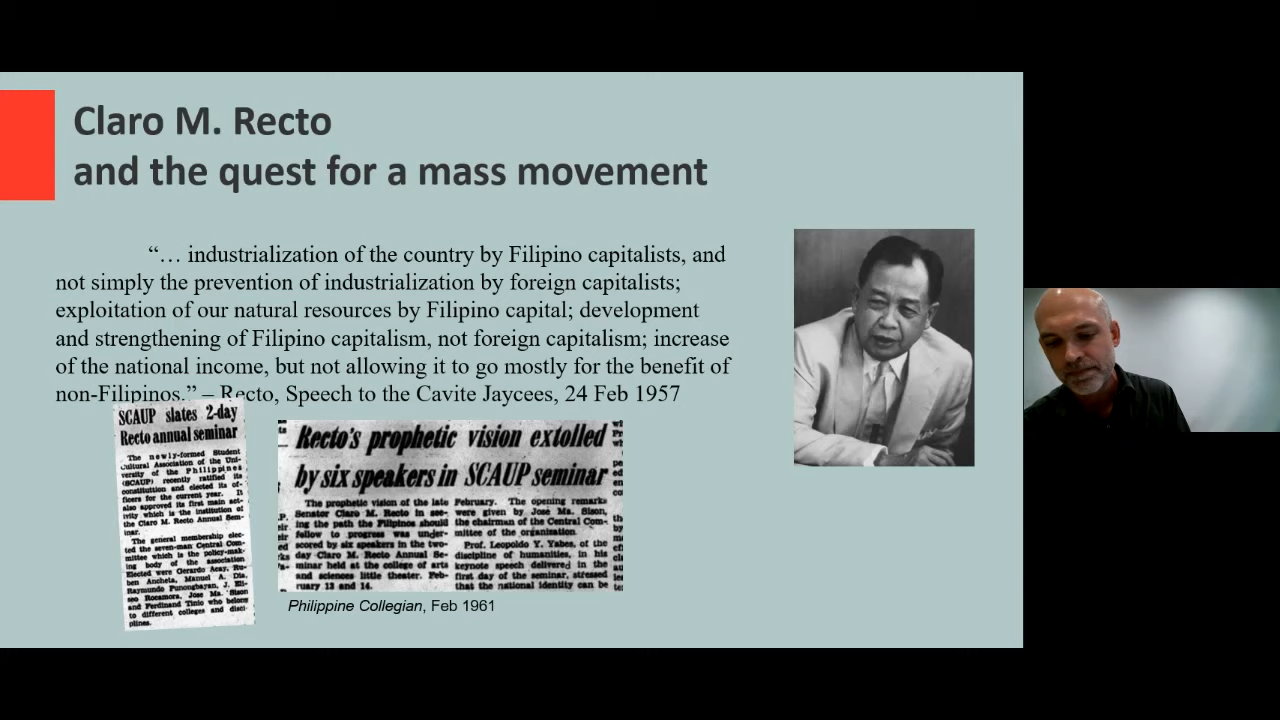 Claro M. Recto
and the quest for a mass movement
“… industrialization of the country by Filipino capitalists, and
not simply the prevention of industrialization by foreign capitalists;
exploitation of our natural resources by Filipino capital; development
and strengthening of Filipino capitalism, not foreign capitalism; increase
of the national income, but not allowing it to go mostly for the benefit of
non-Filipinos.” – Recto, Speech to the Cavite Jaycees, 24 Feb 1957
SCAUP slates 2-day
Recto annual seminar
The newly-formed Student
Cultural Association of the Uni-
versity of the Philippines
(SCAUP) recently ratified its
constitution and elected its of-
ficers for the current year. It
also approved its first main act-
ivity which is the institution of
the Claro M. Recto Annual Sem-
inar.
The general membership elec-
ted the seven-man Central Com-
mittee which is the policy-mak-
ing body of the association
Elected were Gerardo Acay, Ru-
ben Ancheta, Manuel A. Dia,
Raymundo Punongbayan, J. Eli-
seo Rocamora, Jose Ma. Sison
and Ferdinand Tinio who belong
to different colleges and disci-
plines.
Recto's prophetic vision extolled
by six speakers in SCAUP seminar
The prophetic vision of the late
Senator Claro M. Recto in see-
ing the path the Filipinos should
follow to progress was under-
scored by six speakers in the two-
day Claro M. Recto Annual Se-
minar held at the college of arts
and sciences little theater. Feb-
ruary 13 and 14.
February. The opening remarks
were given by Jose Ma. Sison,
the chairman of the Central Com-
mittee of the organization.
Prof. Leopoldo Y. Yabes, of the
discipline of humanities, in his
keynote speech delivered in the
first day of the seminar, stressed
that the national identity can be
Philippine Collegian, Feb 1961